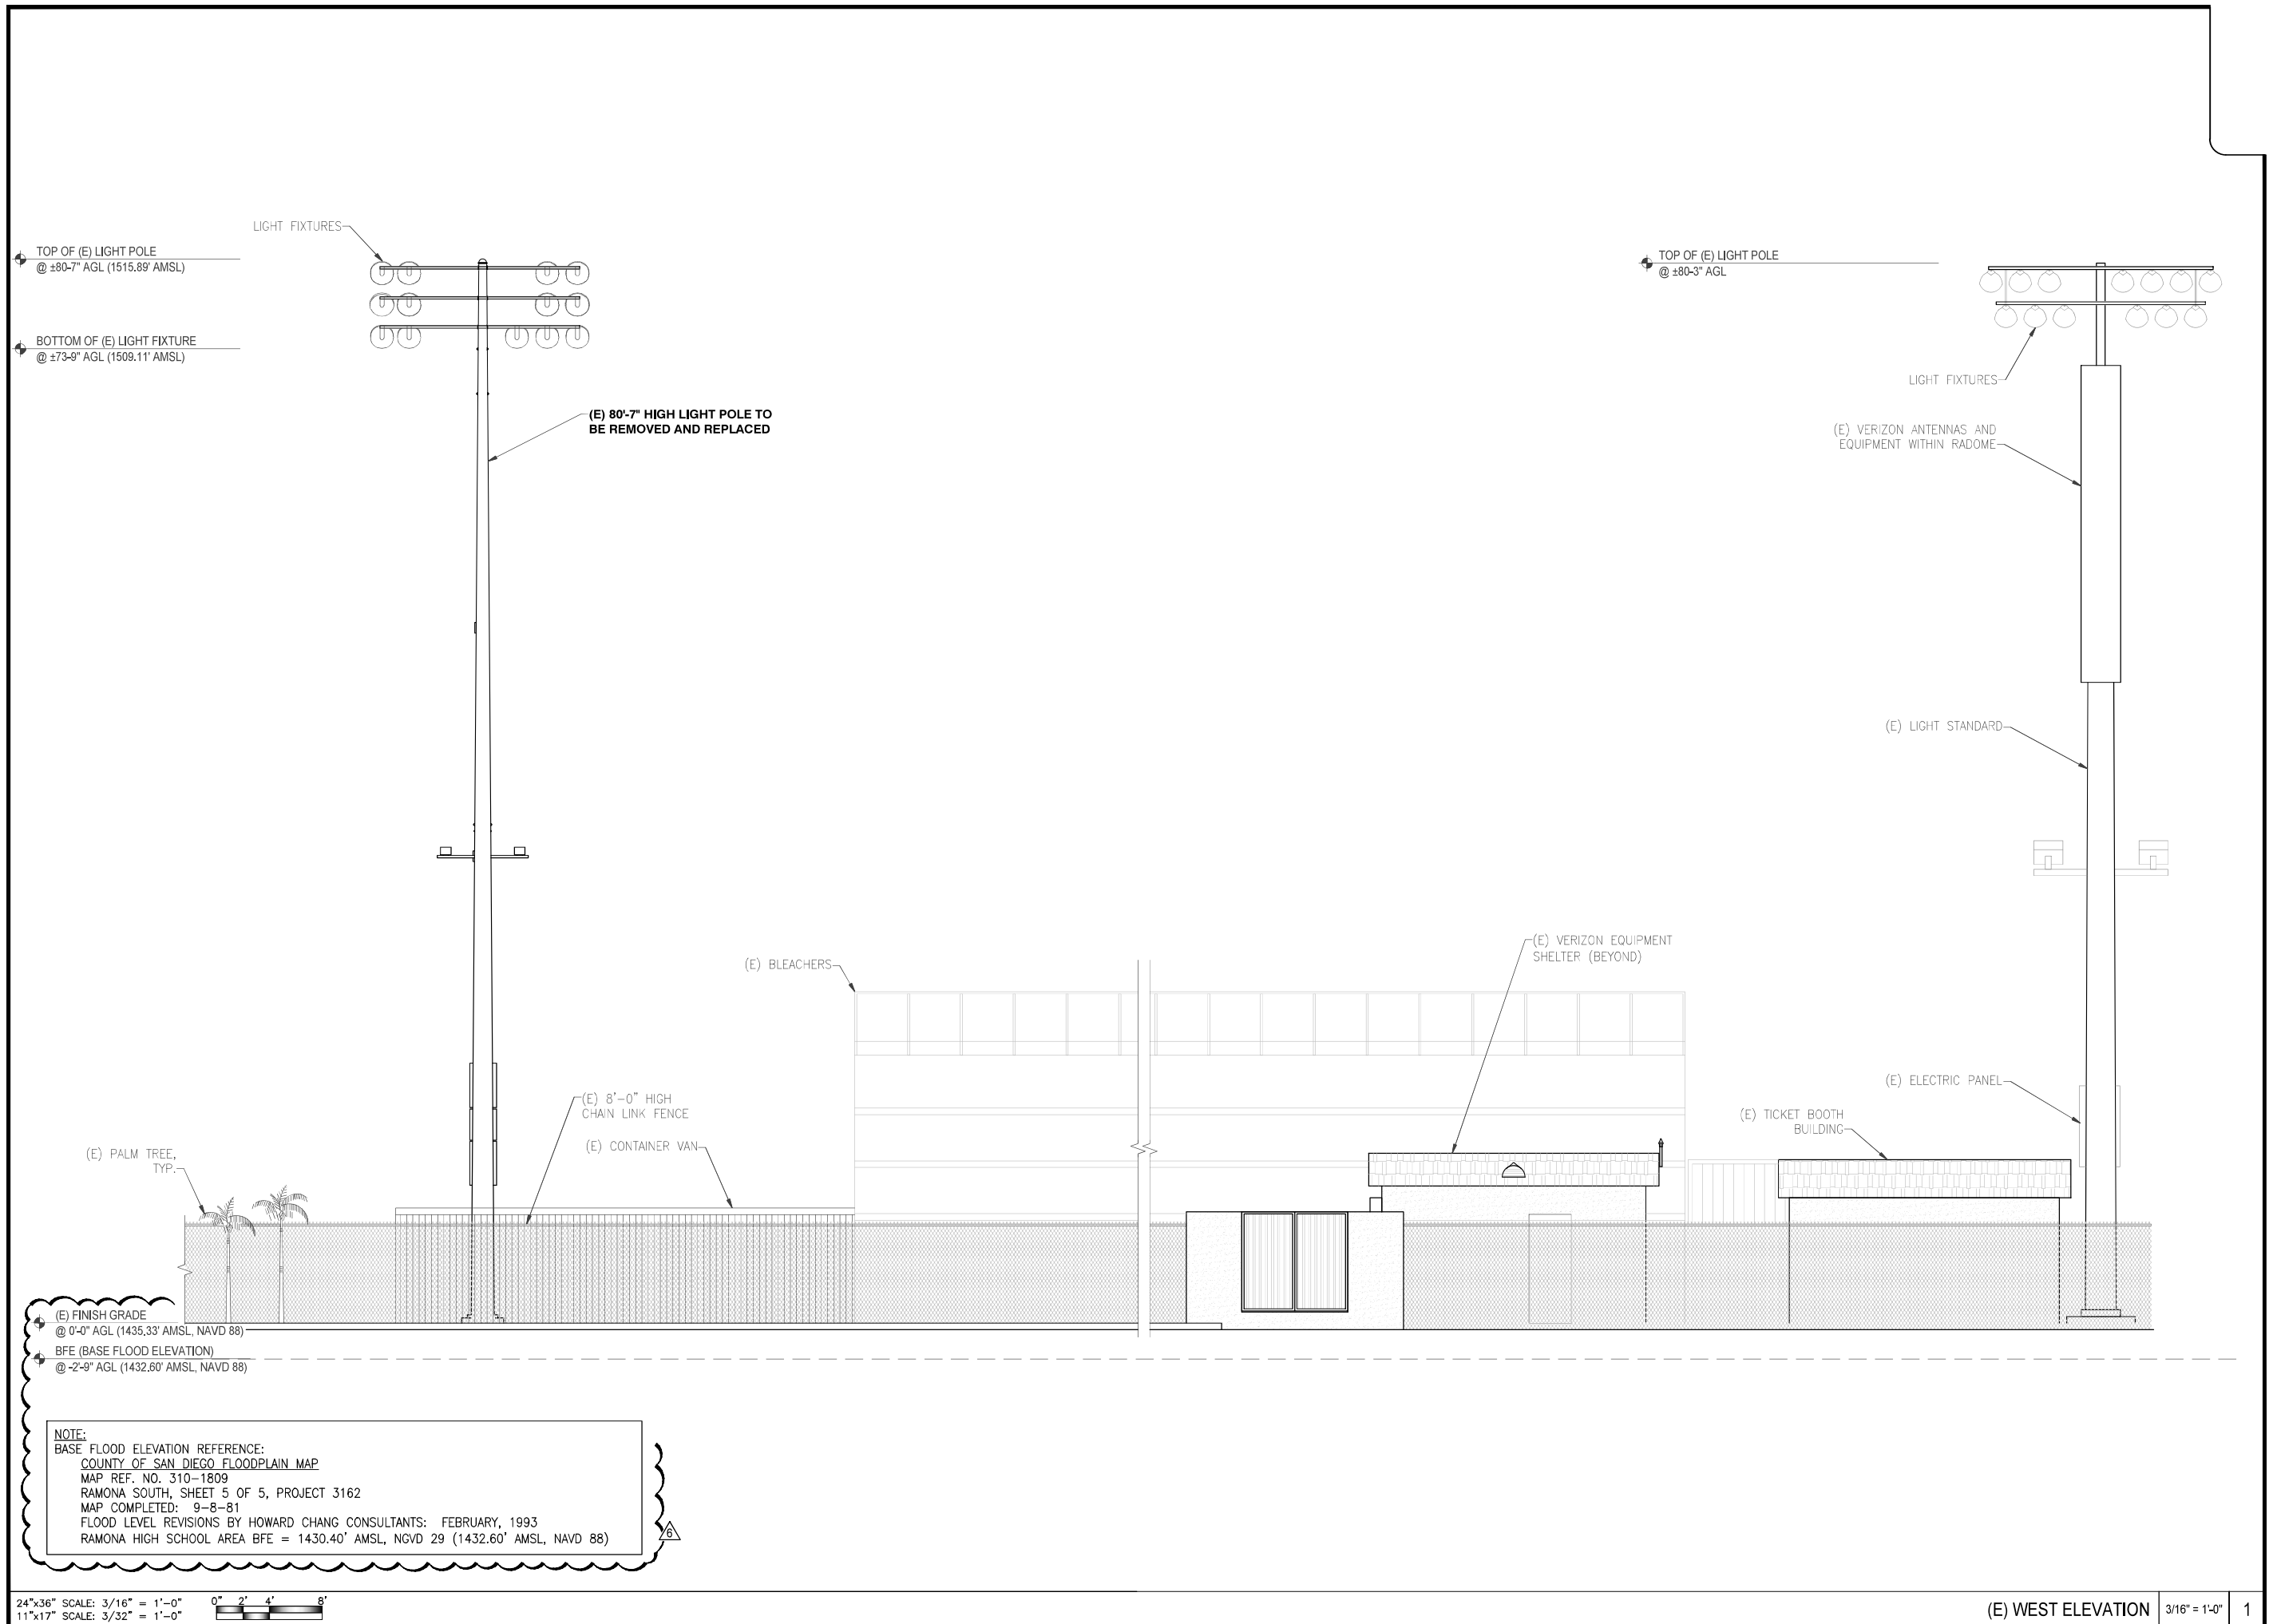 LIGHT FIXTURES
TOP OF (E) LIGHT POLE
@ ±80-7" AGL (1515.89' AMSL)
BOTTOM OF (E) LIGHT FIXTURE
@ ±73-9" AGL (1509.11' AMSL)
(E) 80'-7" HIGH LIGHT POLE TO
BE REMOVED AND REPLACED
TOP OF (E) LIGHT POLE
@ ±80-3" AGL
LIGHT FIXTURES
(E) VERIZON ANTENNAS AND
EQUIPMENT WITHIN RADOME
(E) LIGHT STANDARD
(E) VERIZON EQUIPMENT
SHELTER (BEYOND)
(E) BLEACHERS
(E) ELECTRIC PANEL
(E) TICKET BOOTH
BUILDING
(E) 8'-0" HIGH
CHAIN LINK FENCE
(E) CONTAINER VAN
(E) PALM TREE,
TYP.
(E) FINISH GRADE
@ 0'-0" AGL (1435.33' AMSL, NAVD 88)
BFE (BASE FLOOD ELEVATION)
@ -2'-9" AGL (1432.60' AMSL, NAVD 88)
NOTE:
BASE FLOOD ELEVATION REFERENCE:
COUNTY OF SAN DIEGO FLOODPLAIN MAP
MAP REF. NO. 310-1809
RAMONA SOUTH, SHEET 5 OF 5, PROJECT 3162
MAP COMPLETED: 9-8-81
FLOOD LEVEL REVISIONS BY HOWARD CHANG CONSULTANTS: FEBRUARY, 1993
RAMONA HIGH SCHOOL AREA BFE = 1430.40' AMSL, NGVD 29 (1432.60' AMSL, NAVD 88)
6
24"x36" SCALE: 3/16" = 1'-0"
11"x17" SCALE: 3/32" = 1'-0"
0" 2' 4' 8'
(E) WEST ELEVATION 3/16" = 1'-0" 1